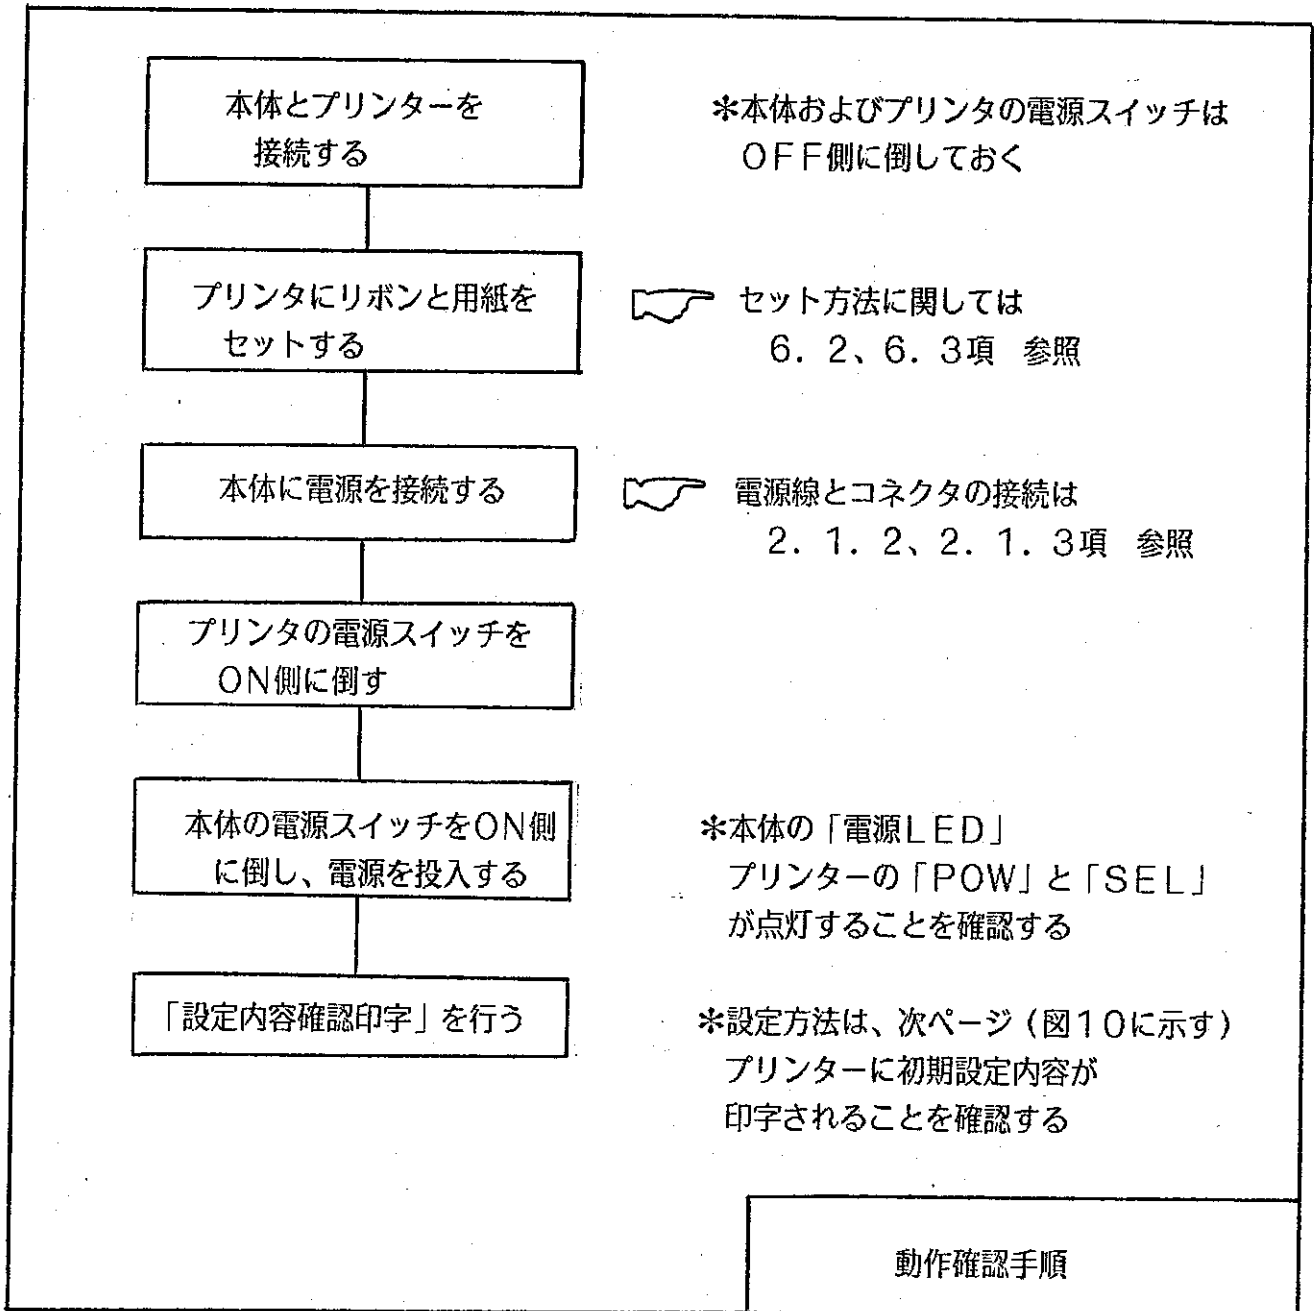 本体とプリンターを
接続する
*本体およびプリンタの電源スイッチは
OFF側に倒しておく
プリンタにリボンと用紙を
セットする
セット方法に関しては
6.2、6.3項 参照
本体に電源を接続する
電源線とコネクタの接続は
2.1.2、2.1.3項 参照
プリンタの電源スイッチを
ON側に倒す
本体の電源スイッチをON側
に倒し、電源を投入する
*本体の「電源LED」
プリンターの「POW」と「SEL」
が点灯することを確認する
「設定内容確認印字」を行う
*設定方法は、次ページ(図10に示す)
プリンターに初期設定内容が
印字されることを確認する
動作確認手順